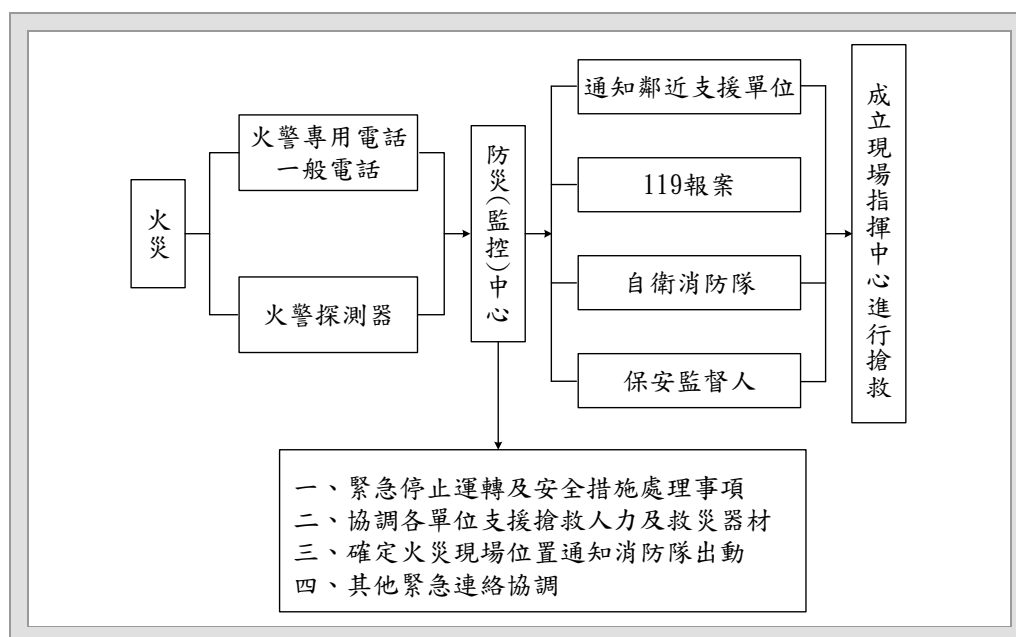 火災
火警專用電話
一般電話
火警探測器
防災(監控)中心
通知鄰近支援單位
119報案
自衛消防隊
保安監督人
成立現場指揮中心進行搶救
一、緊急停止運轉及安全措施處理事項
二、協調各單位支援搶救人力及救災器材
三、確定火災現場位置通知消防隊出動
四、其他緊急連絡協調